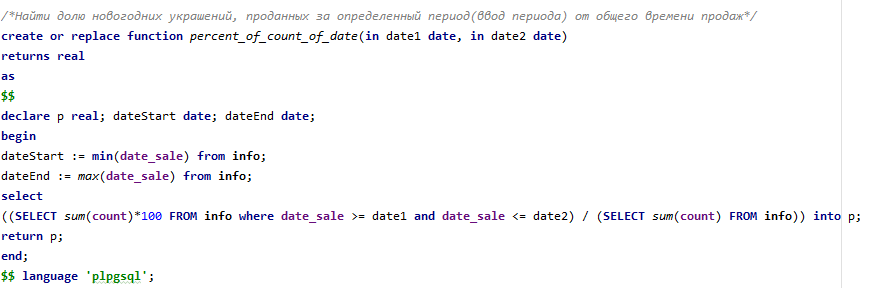 /*Найти долю новогодних украшений, проданных за определенный период(ввод периода) от общего времени продаж*/
create or replace function percent_of_count_of_date(in date1 date, in date2 date)
returns real
as
$$
declare p real; dateStart date; dateEnd date;
begin
dateStart := min(date_sale) from info;
dateEnd := max(date_sale) from info;
select
((SELECT sum(count)*100 FROM info where date_sale >= date1 and date_sale <= date2) / (SELECT sum(count) FROM info)) into p;
return p;
end;
$$ language 'plpgsql';